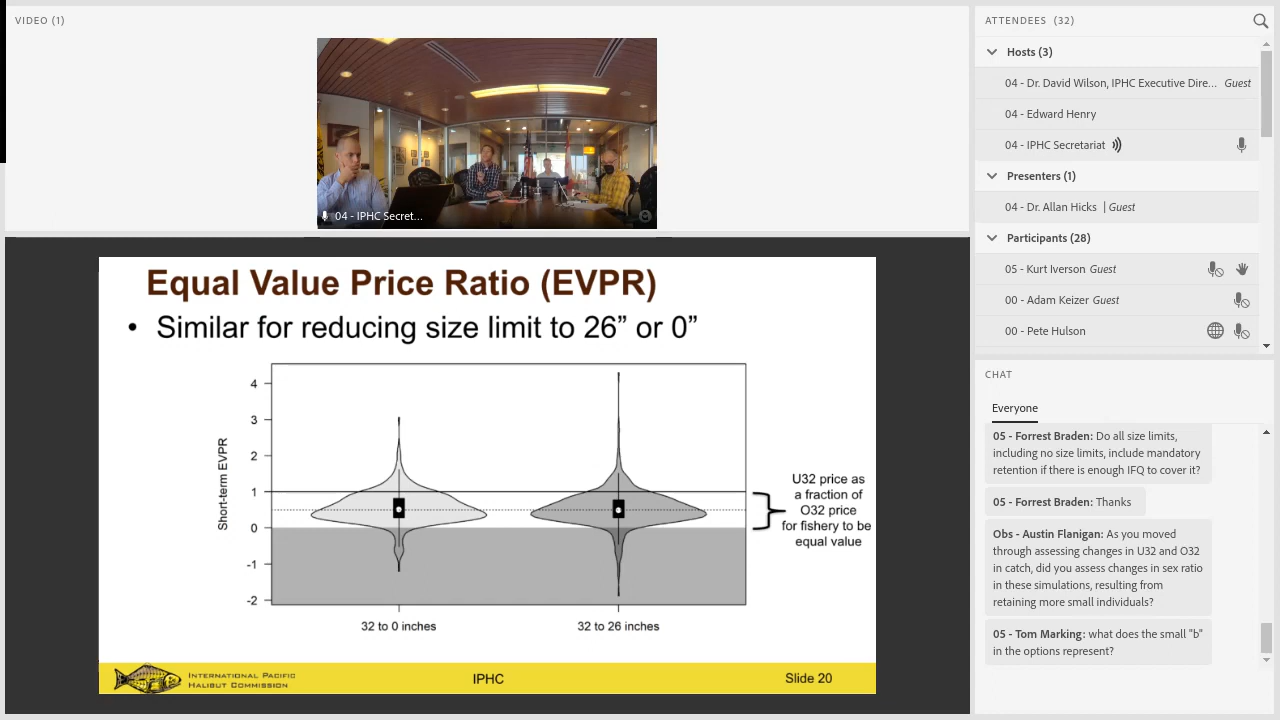 VIDEO (1)
04 - IPHC Secret...
Equal Value Price Ratio (EVPR)
• Similar for reducing size limit to 26” or 0”
Short-term EVPR
4
3
2
1
0
-1
-2
32 to 0 inches
32 to 26 inches
U32 price as
a fraction of
O32 price
for fishery to be
equal value
INTERNATIONAL PACIFIC
HALIBUT COMMISSION
IPHC
Slide 20
ATTENDEES (32)
Hosts (3)
04 - Dr. David Wilson, IPHC Executive Dire... Guest
04 - Edward Henry
04 - IPHC Secretariat
Presenters (1)
04 - Dr. Allan Hicks | Guest
Participants (28)
05 - Kurt Iverson Guest
00 - Adam Keizer Guest
00 - Pete Hulson
CHAT
Everyone
05 - Forrest Braden: Do all size limits,
including no size limits, include mandatory
retention if there is enough IFQ to cover it?
05 - Forrest Braden: Thanks
Obs - Austin Flanigan: As you moved
through assessing changes in U32 and O32
in catch, did you assess changes in sex ratio
in these simulations, resulting from
retaining more small individuals?
05 - Tom Marking: what does the small "b"
in the options represent?